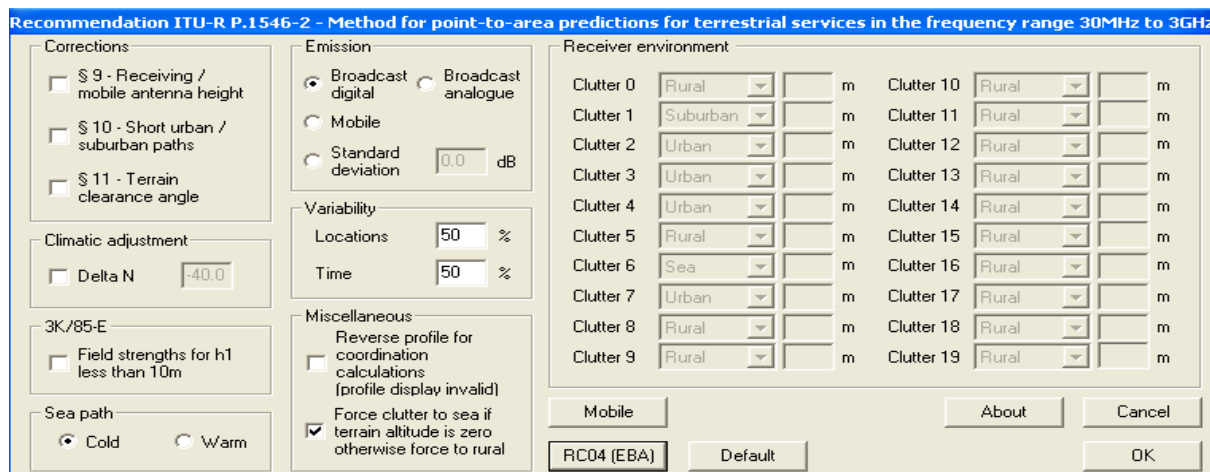 Recommendation ITU-R P.1546-2 - Method for point-to-area predictions for terrestrial services in the frequency range 30MHz to 3GHz
Corrections
§ 9 - Receiving /
mobile antenna height
§ 10 - Short urban /
suburban paths
§ 11 - Terrain
clearance angle
Climatic adjustment
Delta N -40.0
3K/85-E
Field strengths for h1
less than 10m
Sea path
Cold Warm
Emission
Broadcast
digital
Broadcast
analogue
Mobile
Standard
deviation
0.0 dB
Variability
Locations 50 %
Time 50 %
Miscellaneous
Reverse profile for
coordination
calculations
(profile display invalid)
Force clutter to sea if
terrain altitude is zero
otherwise force to rural
Receiver environment
Clutter 0 Rural m Clutter 10 Rural m
Clutter 1 Suburban m Clutter 11 Rural m
Clutter 2 Urban m Clutter 12 Rural m
Clutter 3 Urban m Clutter 13 Rural m
Clutter 4 Urban m Clutter 14 Rural m
Clutter 5 Rural m Clutter 15 Rural m
Clutter 6 Sea m Clutter 16 Rural m
Clutter 7 Urban m Clutter 17 Rural m
Clutter 8 Rural m Clutter 18 Rural m
Clutter 9 Rural m Clutter 19 Rural m
Mobile About Cancel
RC04 (EBA) Default OK